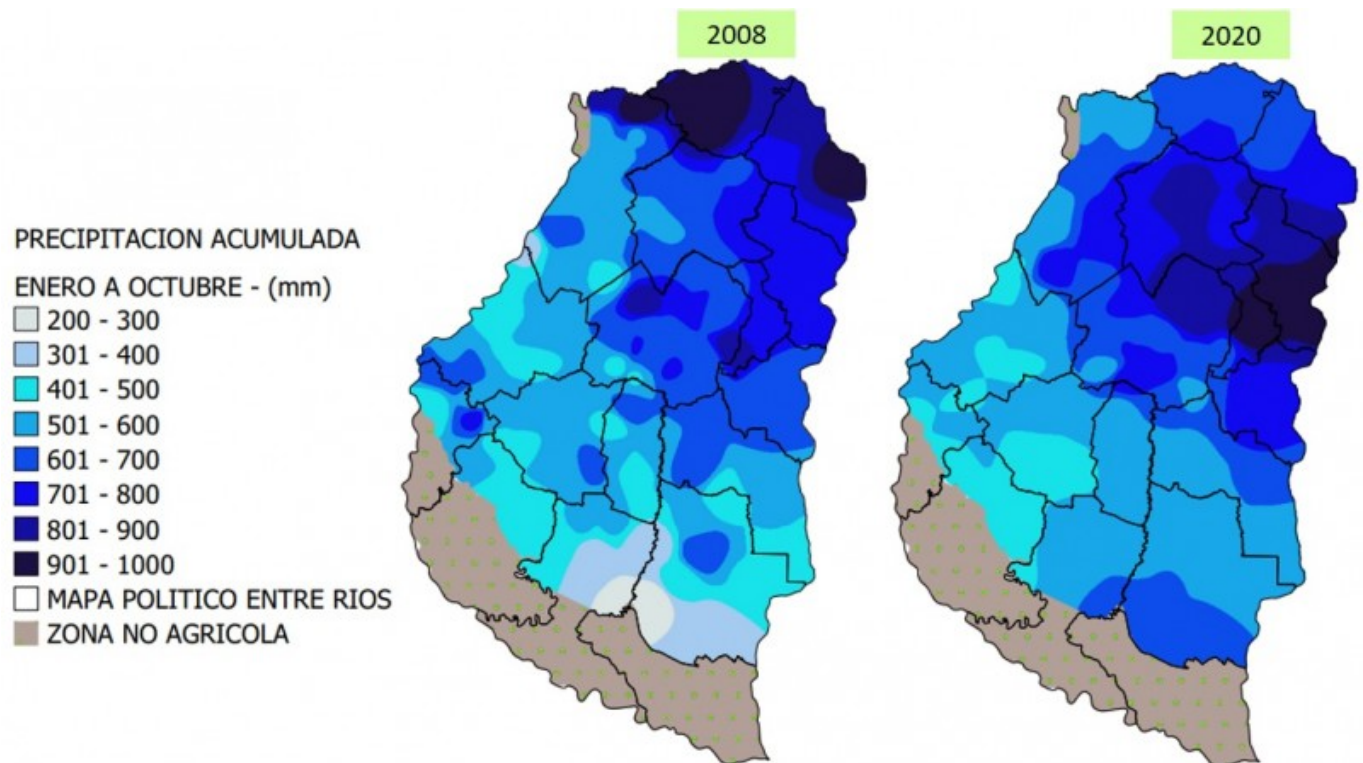 2008
2020
PRECIPITACION ACUMULADA
ENERO A OCTUBRE - (mm)
200 - 300
301 - 400
401 - 500
501 - 600
601 - 700
701 - 800
801 - 900
901 - 1000
MAPA POLITICO ENTRE RIOS
ZONA NO AGRICOLA